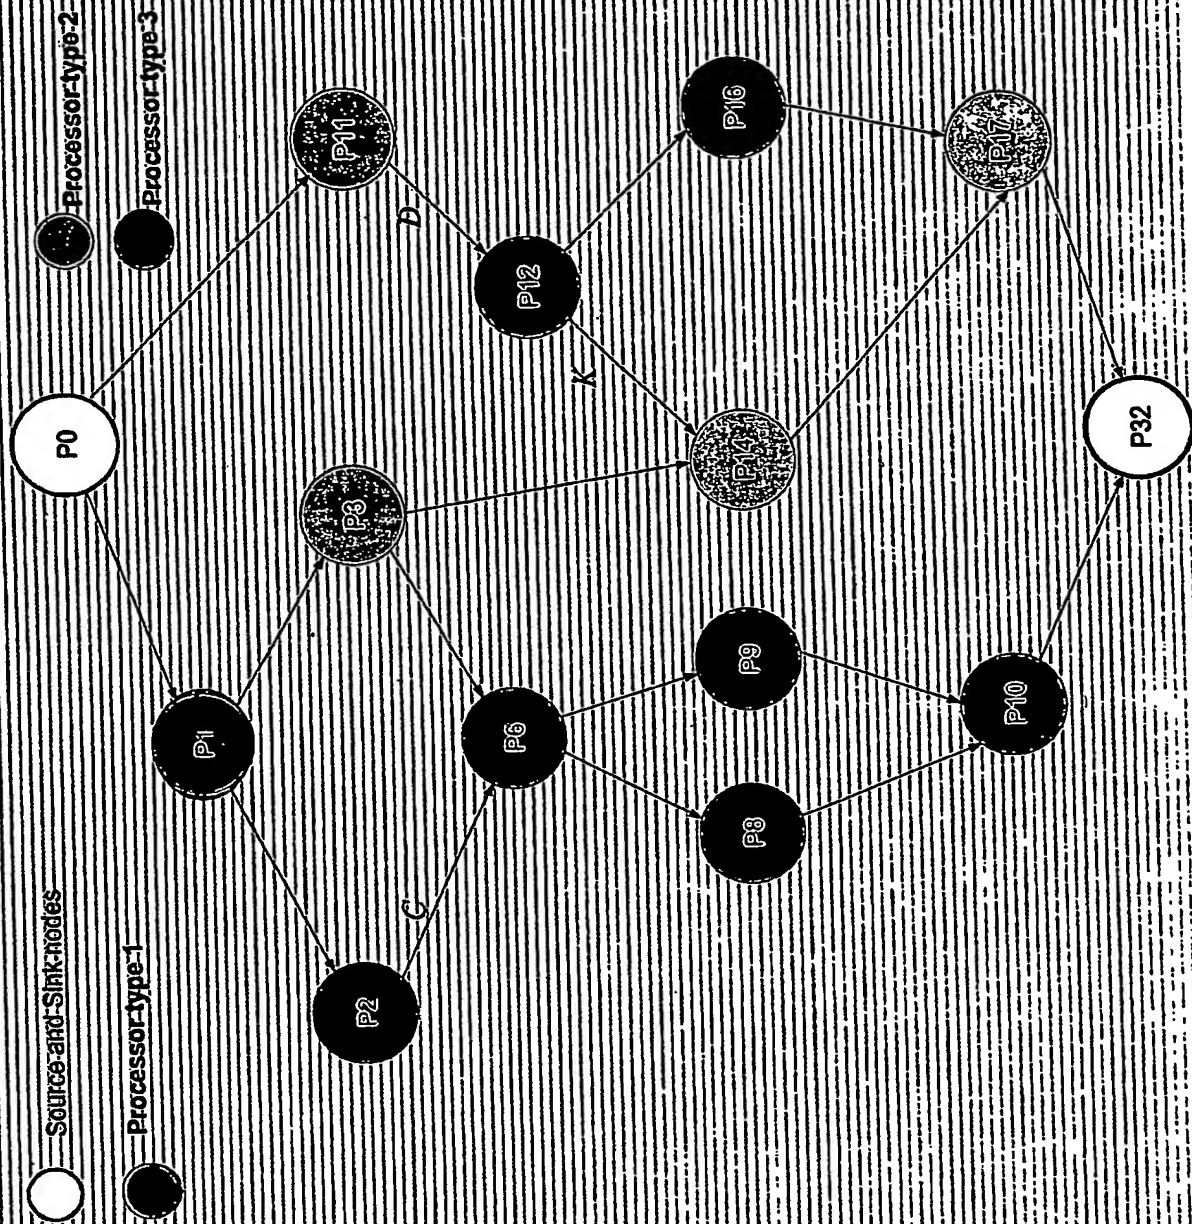 Source and Sink nodes
Processor type 1
Processor type 2
Processor type 3
P0
P1
P11
P3
P2
D
C
P12
P6
K
P16
P14
P9
P8
P17
P10
P32